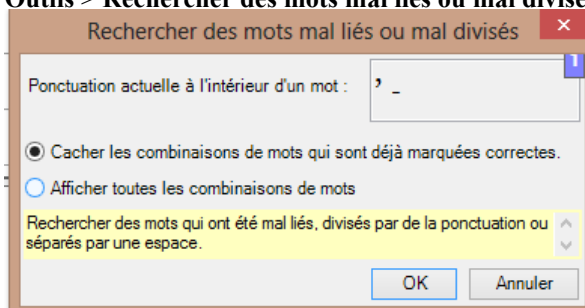 Outils > Rechercher des mots mal liés ou mal divisé
Rechercher des mots mal liés ou mal divisés
×
1
Ponctuation actuelle à l'intérieur d'un mot : ’ -
Cacher les combinaisons de mots qui sont déjà marquées correctes.
Afficher toutes les combinaisons de mots
Rechercher des mots qui ont été mal liés, divisés par de la ponctuation ou
séparés par une espace.
OK Annuler